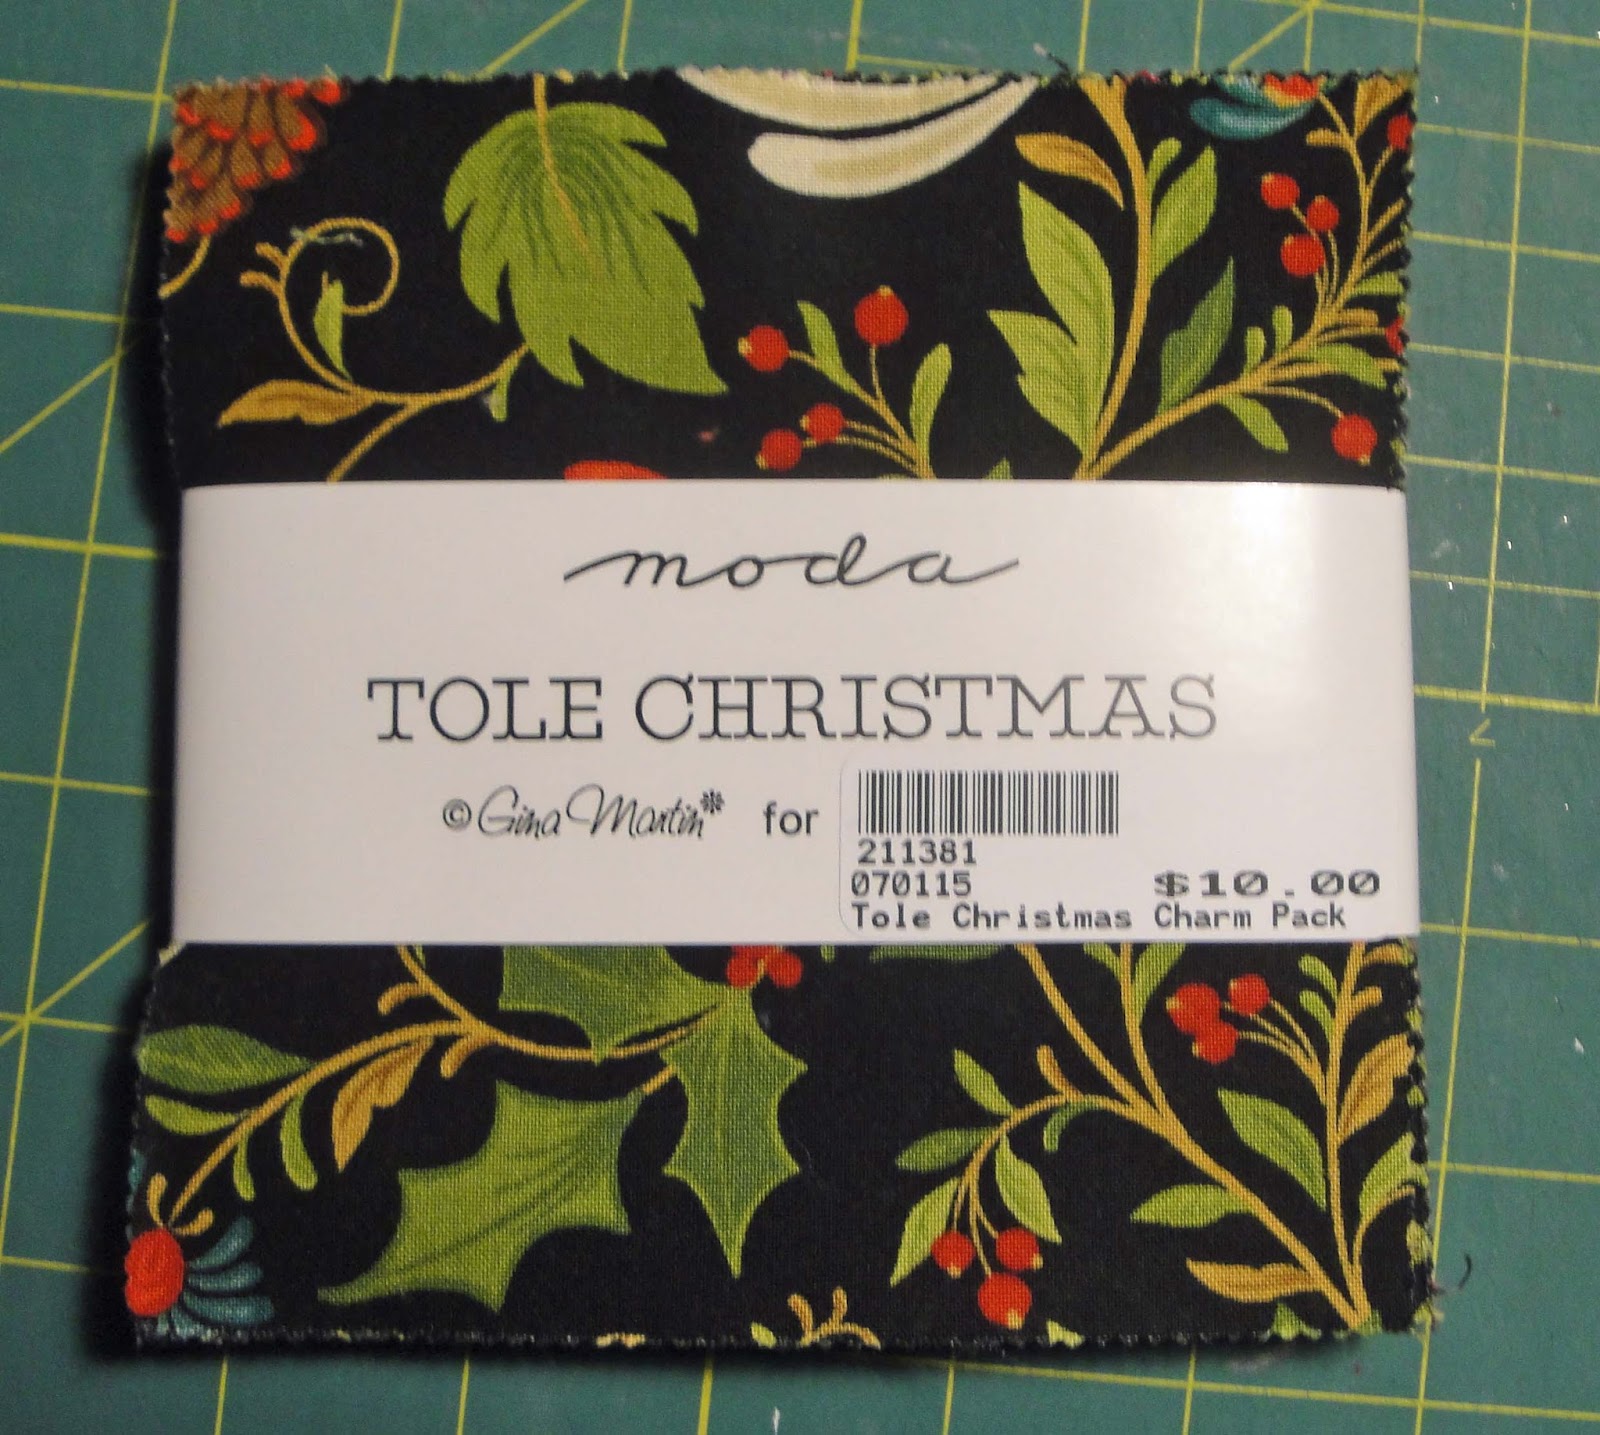 moda
TOLE CHRISTMAS
© Gina Martin* for
211381
070115 $10.00
Tole Christmas Charm Pack